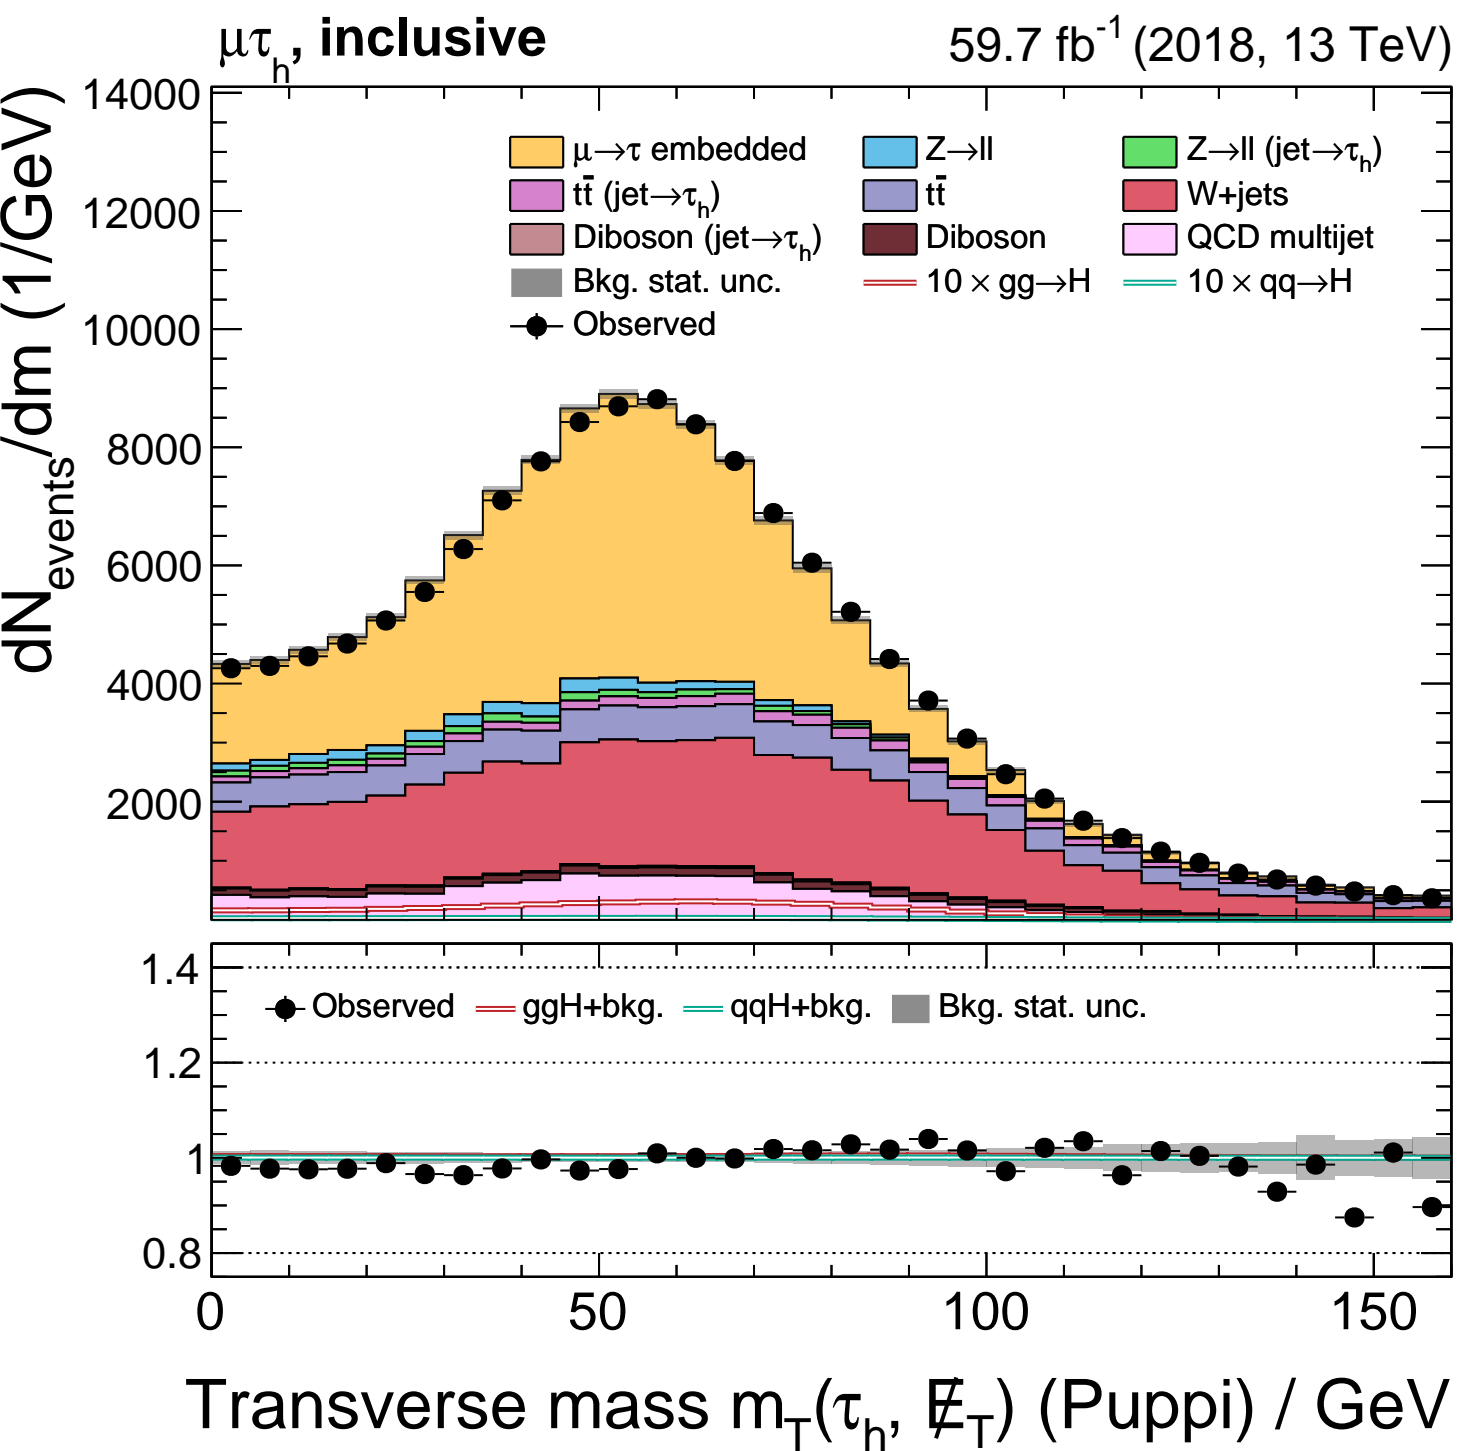 μτh, inclusive 59.7 fb-1 (2018, 13 TeV)
dNevents/dm (1/GeV)
14000
12000
10000
8000
6000
4000
2000
μ→τ embedded Z→ll Z→ll (jet→τh)
tt̄ (jet→τh) tt̄ W+jets
Diboson (jet→τh) Diboson QCD multijet
Bkg. stat. unc. 10 × gg→H 10 × qq→H
Observed
1.4
1.2
1
0.8
Observed ggH+bkg. qqH+bkg. Bkg. stat. unc.
0 50 100 150
Transverse mass mT(τh, E̸T) (Puppi) / GeV